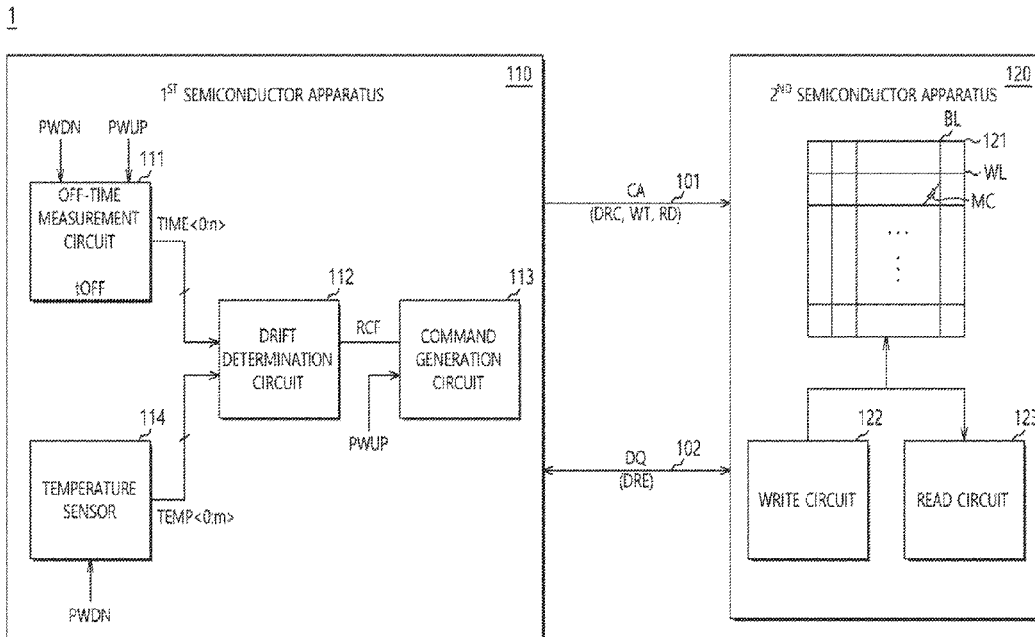 1
110
1ST SEMICONDUCTOR APPARATUS
PWDN
PWUP
111
OFF-TIME
MEASUREMENT
CIRCUIT
tOFF
TIME<0:n>
112
DRIFT
DETERMINATION
CIRCUIT
RCF
113
COMMAND
GENERATION
CIRCUIT
PWUP
114
TEMPERATURE
SENSOR
TEMP<0:m>
PWDN
CA
101
(DRC, WT, RD)
DQ
102
(DRE)
120
2ND SEMICONDUCTOR APPARATUS
BL
121
WL
MC
122
WRITE CIRCUIT
123
READ CIRCUIT